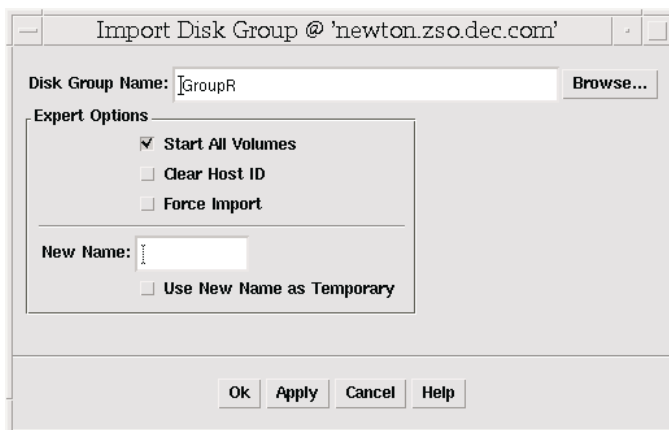 Import Disk Group @ 'newton.zso.dec.com'
Disk Group Name: GroupR Browse...
Expert Options
Start All Volumes
Clear Host ID
Force Import
New Name:
Use New Name as Temporary
Ok Apply Cancel Help